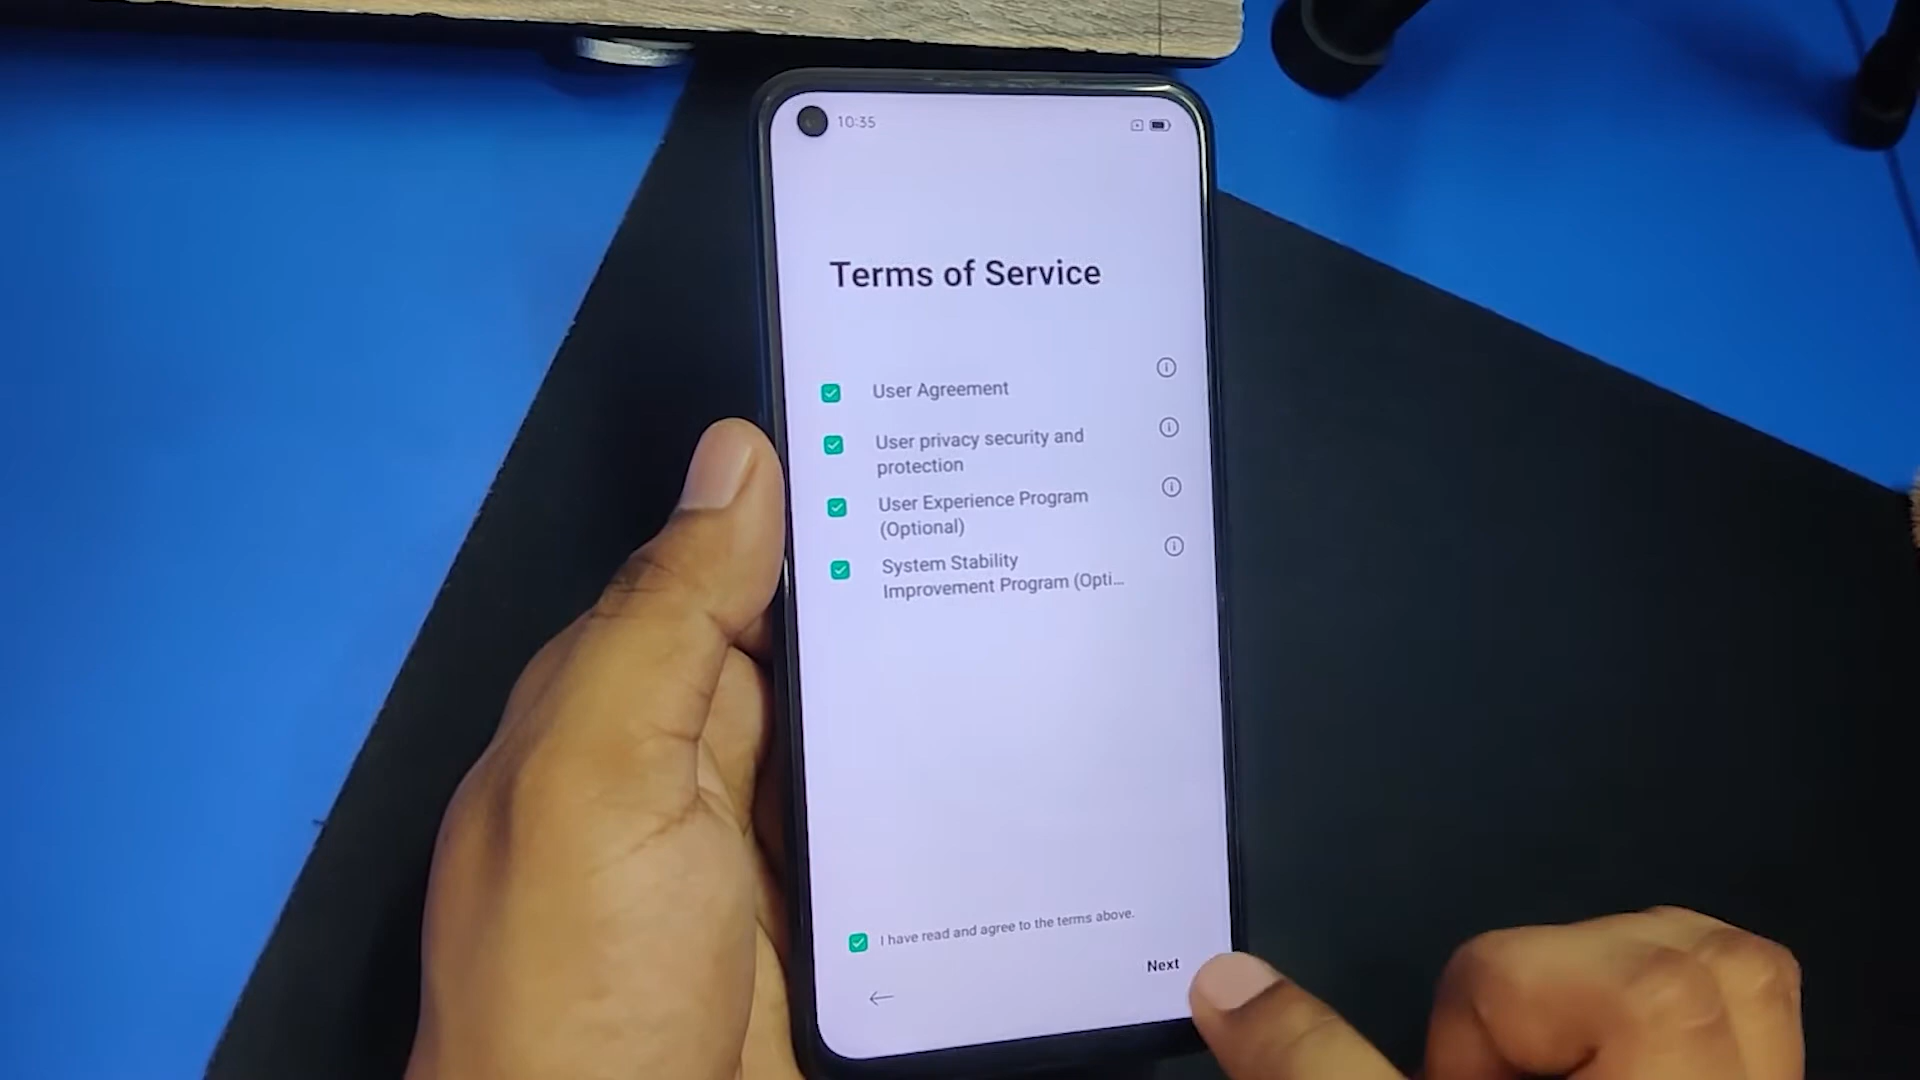 10:35
Terms of Service
User Agreement
User privacy security and
protection
User Experience Program
(Optional)
System Stability
Improvement Program (Opti...
I have read and agree to the terms above.
Next